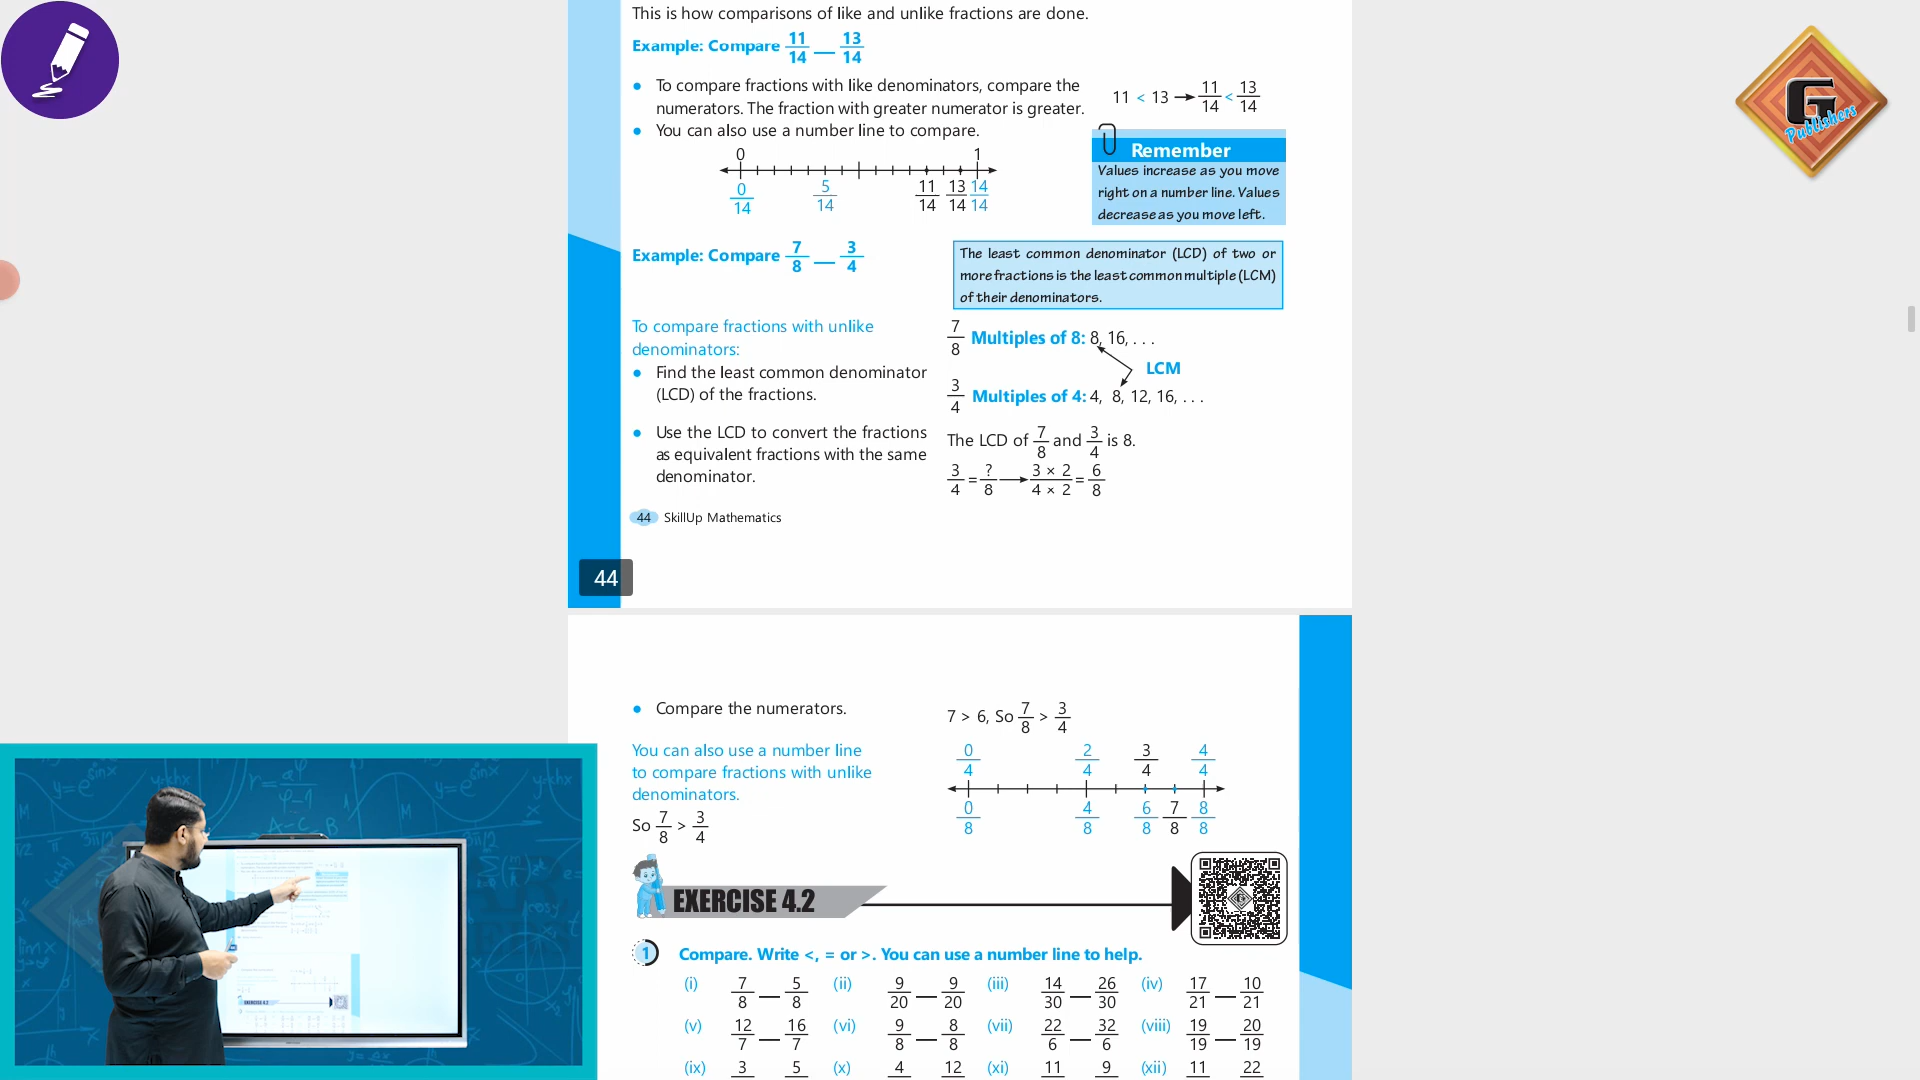 This is how comparisons of like and unlike fractions are done.
Example: Compare 11/14 __ 13/14
• To compare fractions with like denominators, compare the
numerators. The fraction with greater numerator is greater.
11 < 13 → 11/14 < 13/14
• You can also use a number line to compare.
0 1
0/14 5/14 11/14 13/14 14/14
Remember
Values increase as you move
right on a number line. Values
decrease as you move left.
Example: Compare 7/8 __ 3/4
The least common denominator (LCD) of two or
more fractions is the least common multiple (LCM)
of their denominators.
To compare fractions with unlike
denominators:
• Find the least common denominator
(LCD) of the fractions.
7/8 Multiples of 8: 8, 16, . . .
LCM
3/4 Multiples of 4: 4, 8, 12, 16, . . .
• Use the LCD to convert the fractions
as equivalent fractions with the same
denominator.
The LCD of 7/8 and 3/4 is 8.
3/4 = ?/8 → 3 × 2/4 × 2 = 6/8
44 SkillUp Mathematics
44
• Compare the numerators.
7 > 6, So 7/8 > 3/4
You can also use a number line
to compare fractions with unlike
denominators.
So 7/8 > 3/4
0/4 2/4 3/4 4/4
0/8 4/8 6/8 7/8 8/8
EXERCISE 4.2
1 Compare. Write <, = or >. You can use a number line to help.
(i) 7/8 __ 5/8 (ii) 9/20 __ 9/20 (iii) 14/30 __ 26/30 (iv) 17/21 __ 10/21
(v) 12/7 __ 16/7 (vi) 9/8 __ 8/8 (vii) 22/6 __ 32/6 (viii) 19/19 __ 20/19
(ix) 3 5 (x) 4 12 (xi) 11 9 (xii) 11 22
G
Publishers
EXERCISE 4.2